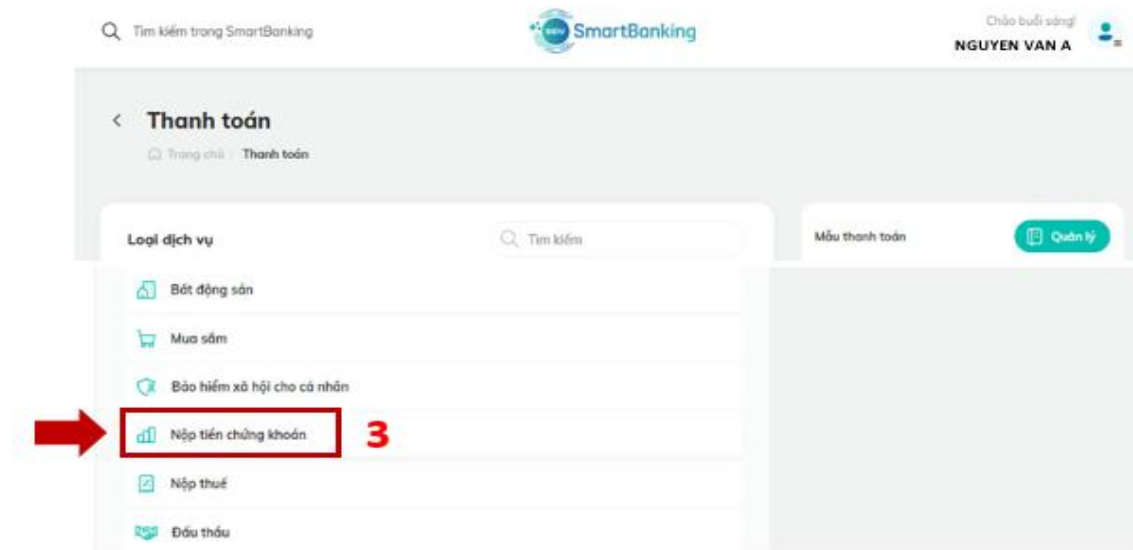 Tìm kiếm trong SmartBanking
BIDV SmartBanking
Chào buổi sáng!
NGUYEN VAN A
Thanh toán
Trang chủ / Thanh toán
Loại dịch vụ
Tìm kiếm
Mẫu thanh toán
Quản lý
Bất động sản
Mua sắm
Bảo hiểm xã hội cho cá nhân
Nộp tiền chứng khoán
3
Nộp thuế
Đấu thầu